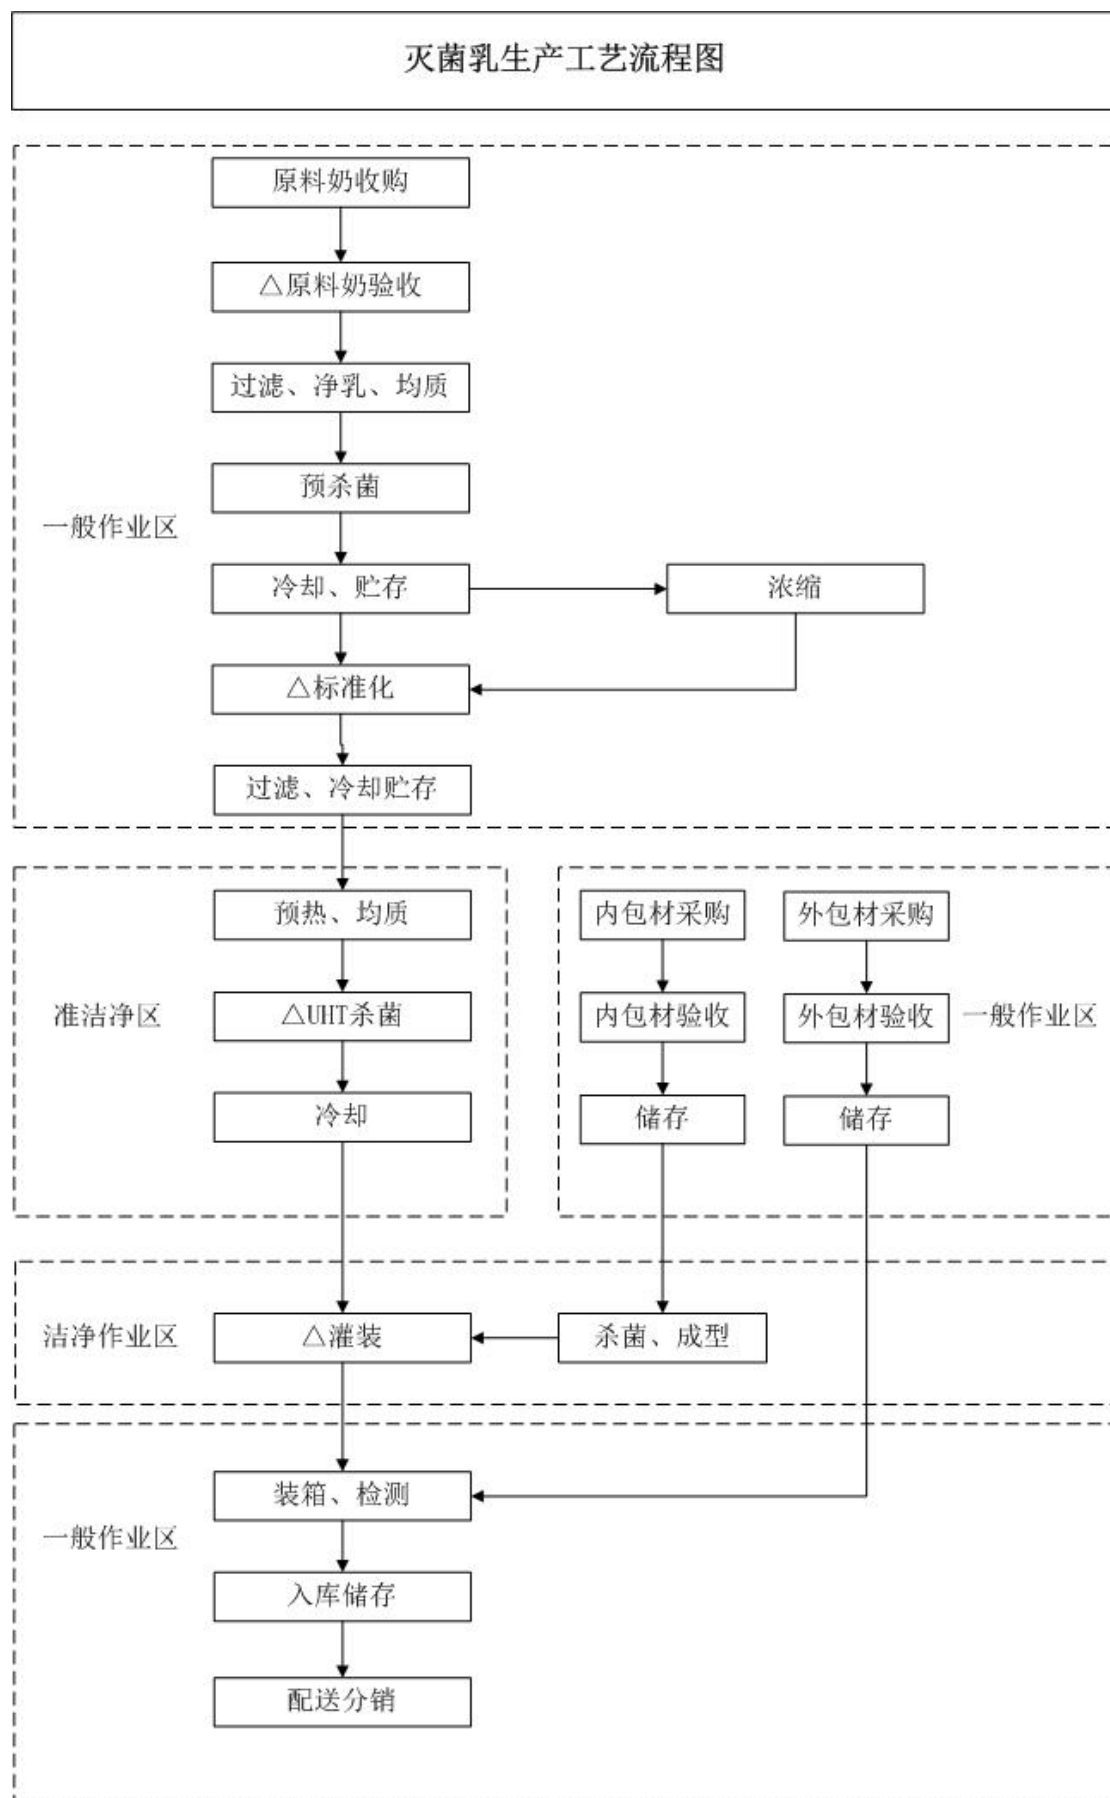 灭菌乳生产工艺流程图
原料奶收购
△原料奶验收
过滤、净乳、均质
预杀菌
一般作业区
冷却、贮存
浓缩
△标准化
过滤、冷却贮存
预热、均质
准洁净区
△UHT杀菌
冷却
内包材采购
外包材采购
内包材验收
外包材验收
一般作业区
储存
储存
洁净作业区
△灌装
杀菌、成型
装箱、检测
一般作业区
入库储存
配送分销